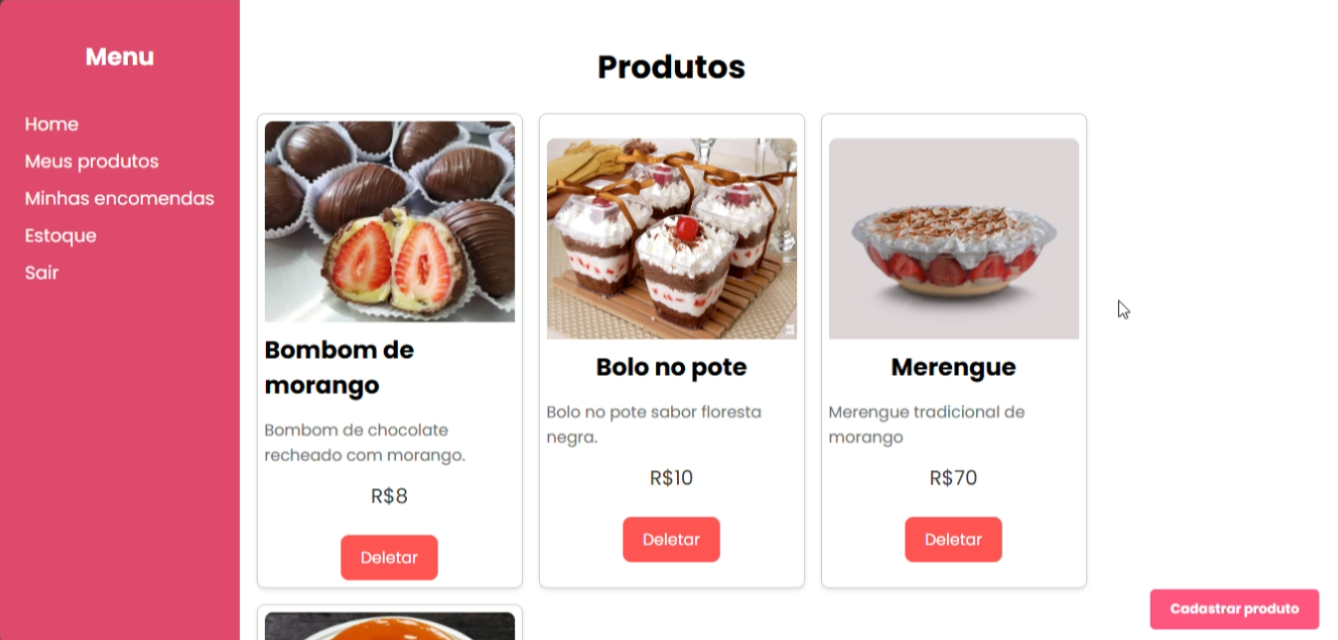 Menu
Home
Meus produtos
Minhas encomendas
Estoque
Sair
Produtos
Bombom de
morango
Bombom de chocolate
recheado com morango.
R$8
Deletar
Bolo no pote
Bolo no pote sabor floresta
negra.
R$10
Deletar
Merengue
Merengue tradicional de
morango
R$70
Deletar
Cadastrar produto